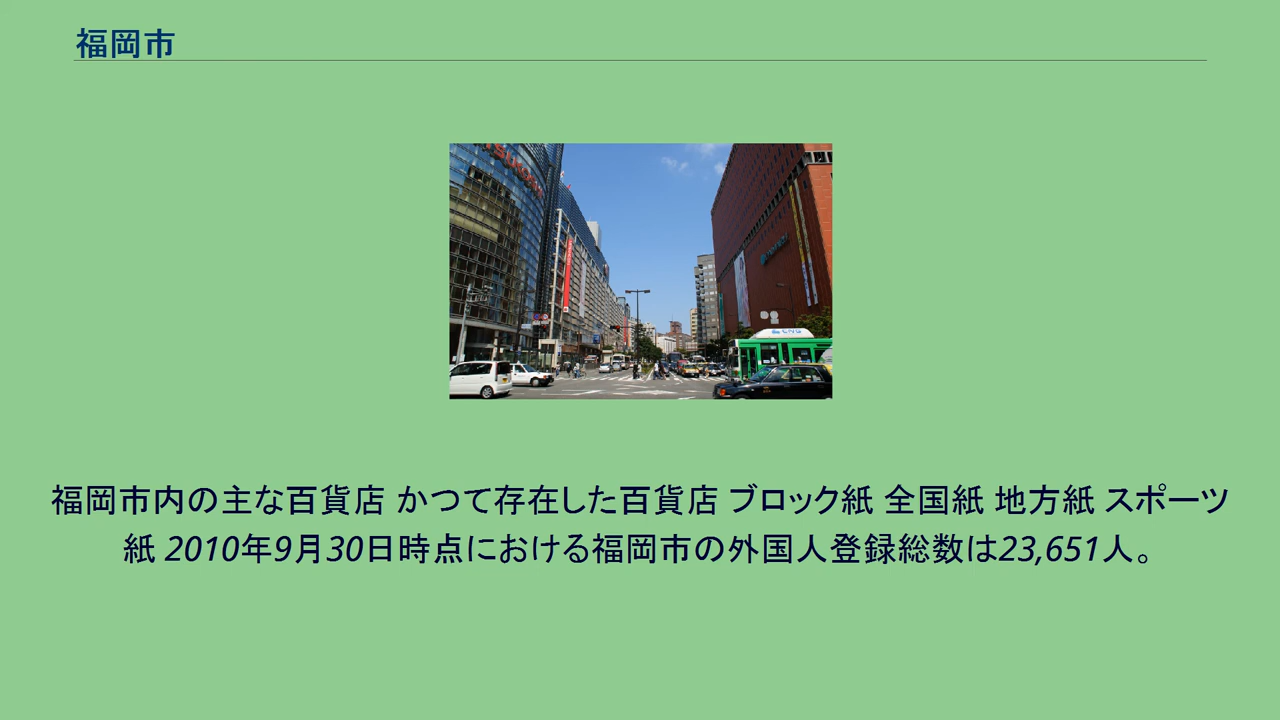 福岡市
福岡市内の主な百貨店 かつて存在した百貨店 ブロック紙 全国紙 地方紙 スポーツ
紙 2010年9月30日時点における福岡市の外国人登録総数は23,651人。